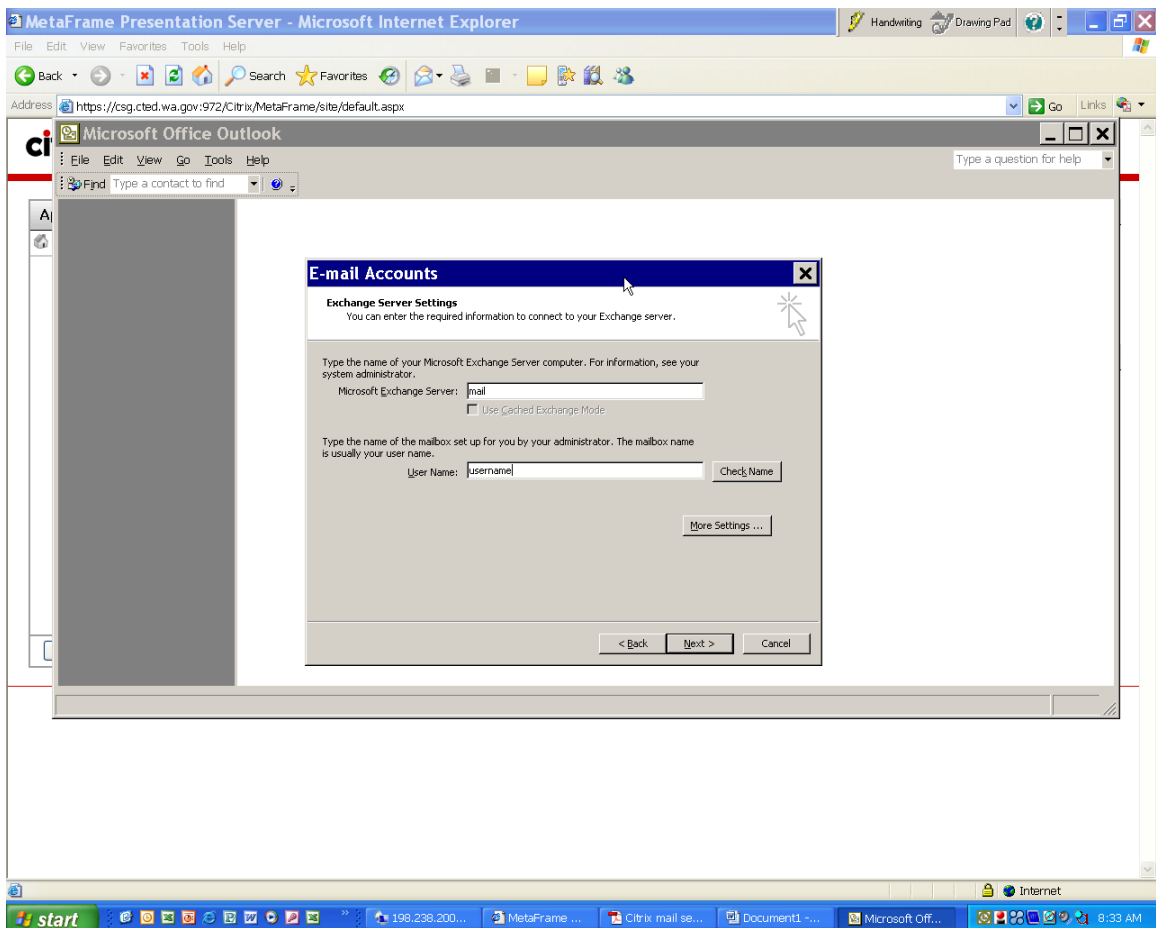 MetaFrame Presentation Server - Microsoft Internet Explorer
Handwriting Drawing Pad
File Edit View Favorites Tools Help
Back Search Favorites
Address https://csg.cted.wa.gov:972/Citrix/MetaFrame/site/default.aspx Go Links
ci
Microsoft Office Outlook
File Edit View Go Tools Help Type a question for help
Find Type a contact to find
E-mail Accounts
Exchange Server Settings
You can enter the required information to connect to your Exchange server.
Type the name of your Microsoft Exchange Server computer. For information, see your
system administrator.
Microsoft Exchange Server: mail
Use Cached Exchange Mode
Type the name of the mailbox set up for you by your administrator. The mailbox name
is usually your user name.
User Name: username Check Name
More Settings ...
< Back Next > Cancel
Internet
start 198.238.200... MetaFrame ... Citrix mail se... Document1 -... Microsoft Off... 8:33 AM